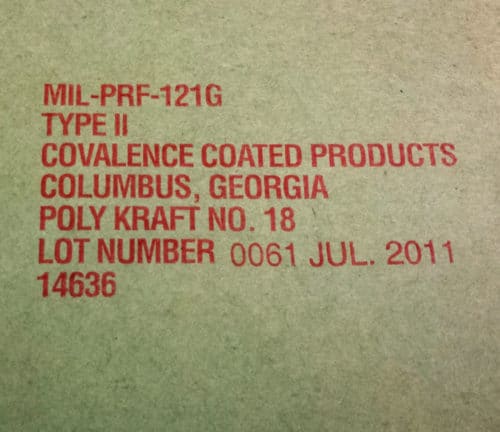 MIL-PRF-121G
TYPE II
COVALENCE COATED PRODUCTS
COLUMBUS, GEORGIA
POLY KRAFT NO. 18
LOT NUMBER 0061 JUL. 2011
14636